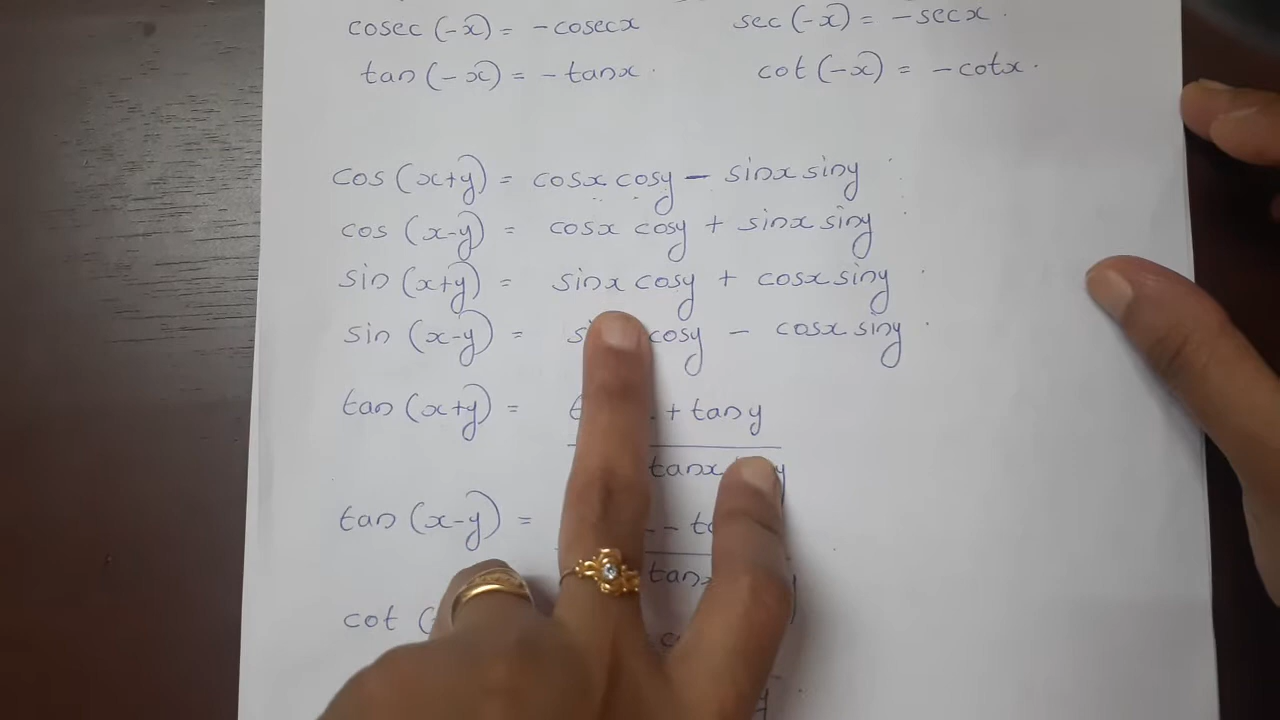 cosec (-x) = -cosecx sec (-x) = -secx.
tan (-x) = -tanx. cot (-x) = -cotx.
cos (x+y) = cosx cosy - sinx siny
cos (x-y) = cosx cosy + sinx siny
sin (x+y) = sinx cosy + cosx siny
sin (x-y) = cosy - cosx siny
tan (x+y) = + tany
tanx
tan (x-y) = -
cot